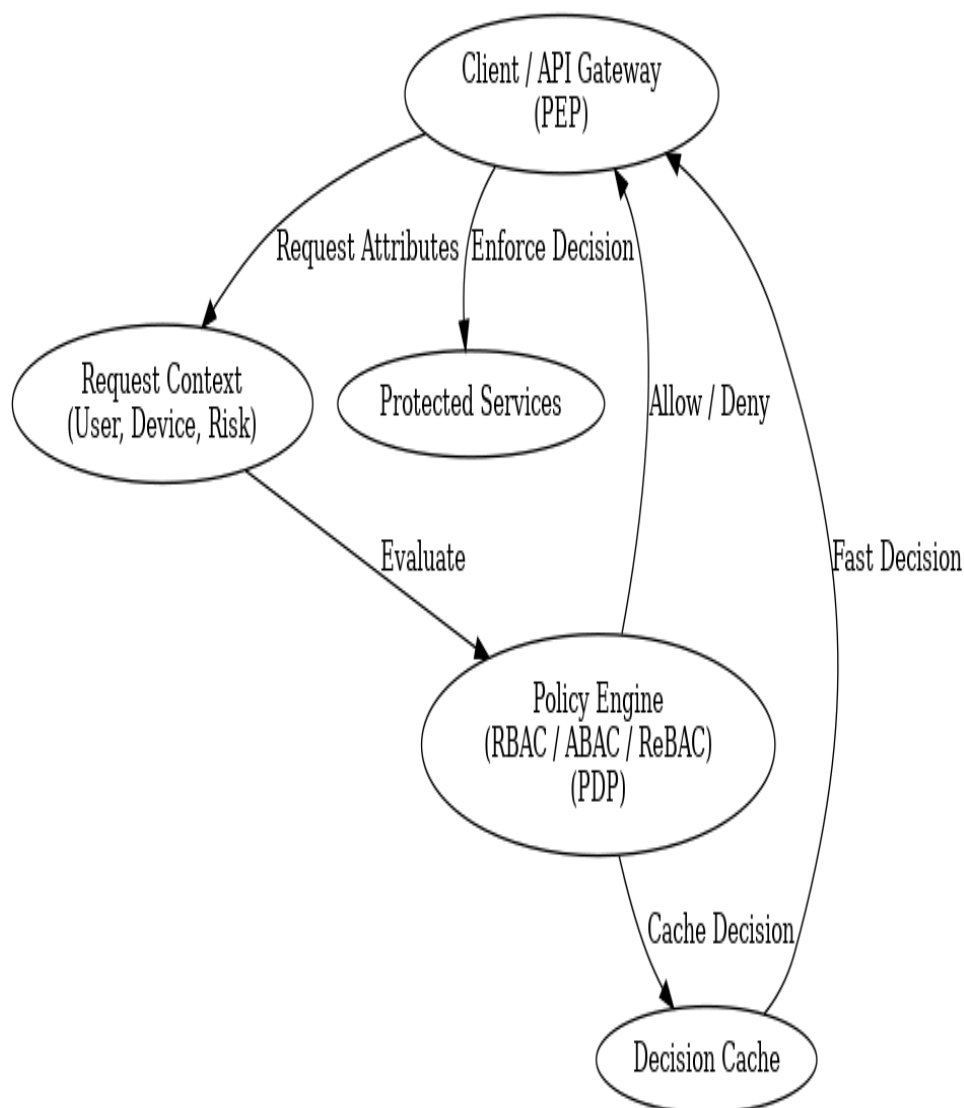 Client / API Gateway
(PEP)
Request Attributes
Enforce Decision
Request Context
(User, Device, Risk)
Protected Services
Allow / Deny
Evaluate
Fast Decision
Policy Engine
(RBAC / ABAC / ReBAC)
(PDP)
Cache Decision
Decision Cache